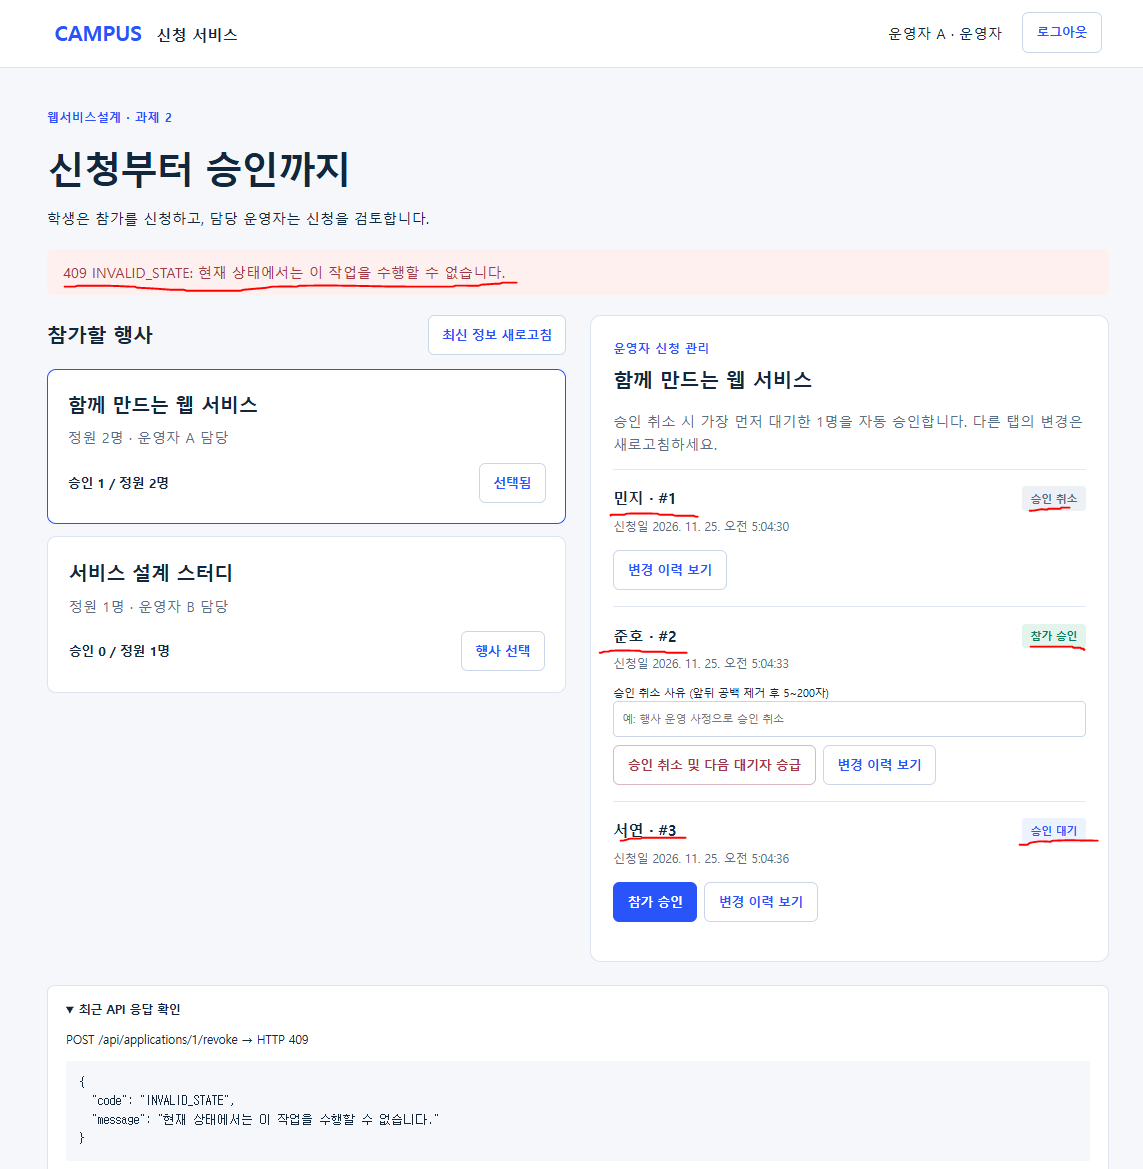 CAMPUS 신청 서비스
운영자 A · 운영자
로그아웃
웹서비스설계 · 과제 2
신청부터 승인까지
학생은 참가를 신청하고, 담당 운영자는 신청을 검토합니다.
409 INVALID_STATE: 현재 상태에서는 이 작업을 수행할 수 없습니다.
참가할 행사
최신 정보 새로고침
함께 만드는 웹 서비스
정원 2명 · 운영자 A 담당
승인 1 / 정원 2명
선택됨
서비스 설계 스터디
정원 1명 · 운영자 B 담당
승인 0 / 정원 1명
행사 선택
운영자 신청 관리
함께 만드는 웹 서비스
승인 취소 시 가장 먼저 대기한 1명을 자동 승인합니다. 다른 탭의 변경은
새로고침하세요.
민지 · #1
승인 취소
신청일 2026. 11. 25. 오전 5:04:30
변경 이력 보기
준호 · #2
참가 승인
신청일 2026. 11. 25. 오전 5:04:33
승인 취소 사유 (앞뒤 공백 제거 후 5~200자)
예: 행사 운영 사정으로 승인 취소
승인 취소 및 다음 대기자 승급
변경 이력 보기
서연 · #3
승인 대기
신청일 2026. 11. 25. 오전 5:04:36
참가 승인
변경 이력 보기
▼ 최근 API 응답 확인
POST /api/applications/1/revoke → HTTP 409
{
"code": "INVALID_STATE",
"message": "현재 상태에서는 이 작업을 수행할 수 없습니다."
}